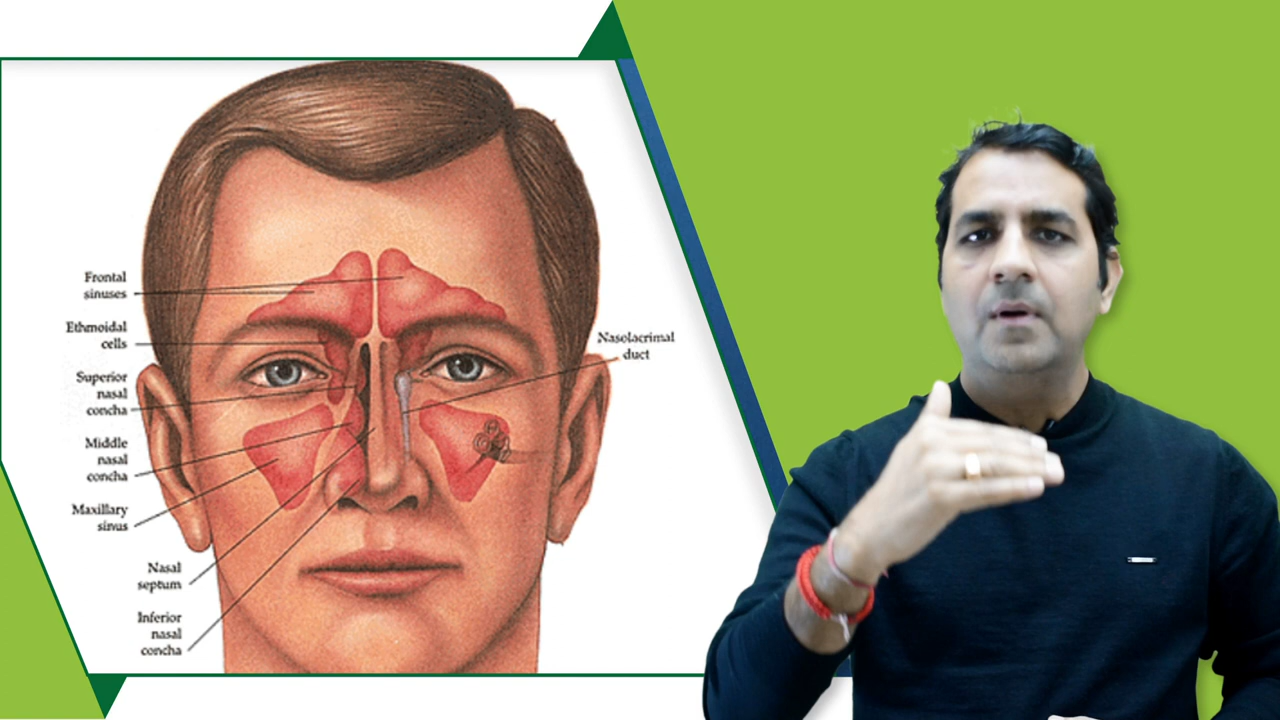 Frontal
sinuses
Ethmoidal
cells
Superior
nasal
concha
Middle
nasal
concha
Maxillary
sinus
Nasal
septum
Inferior
nasal
concha
Nasolacrimal
duct